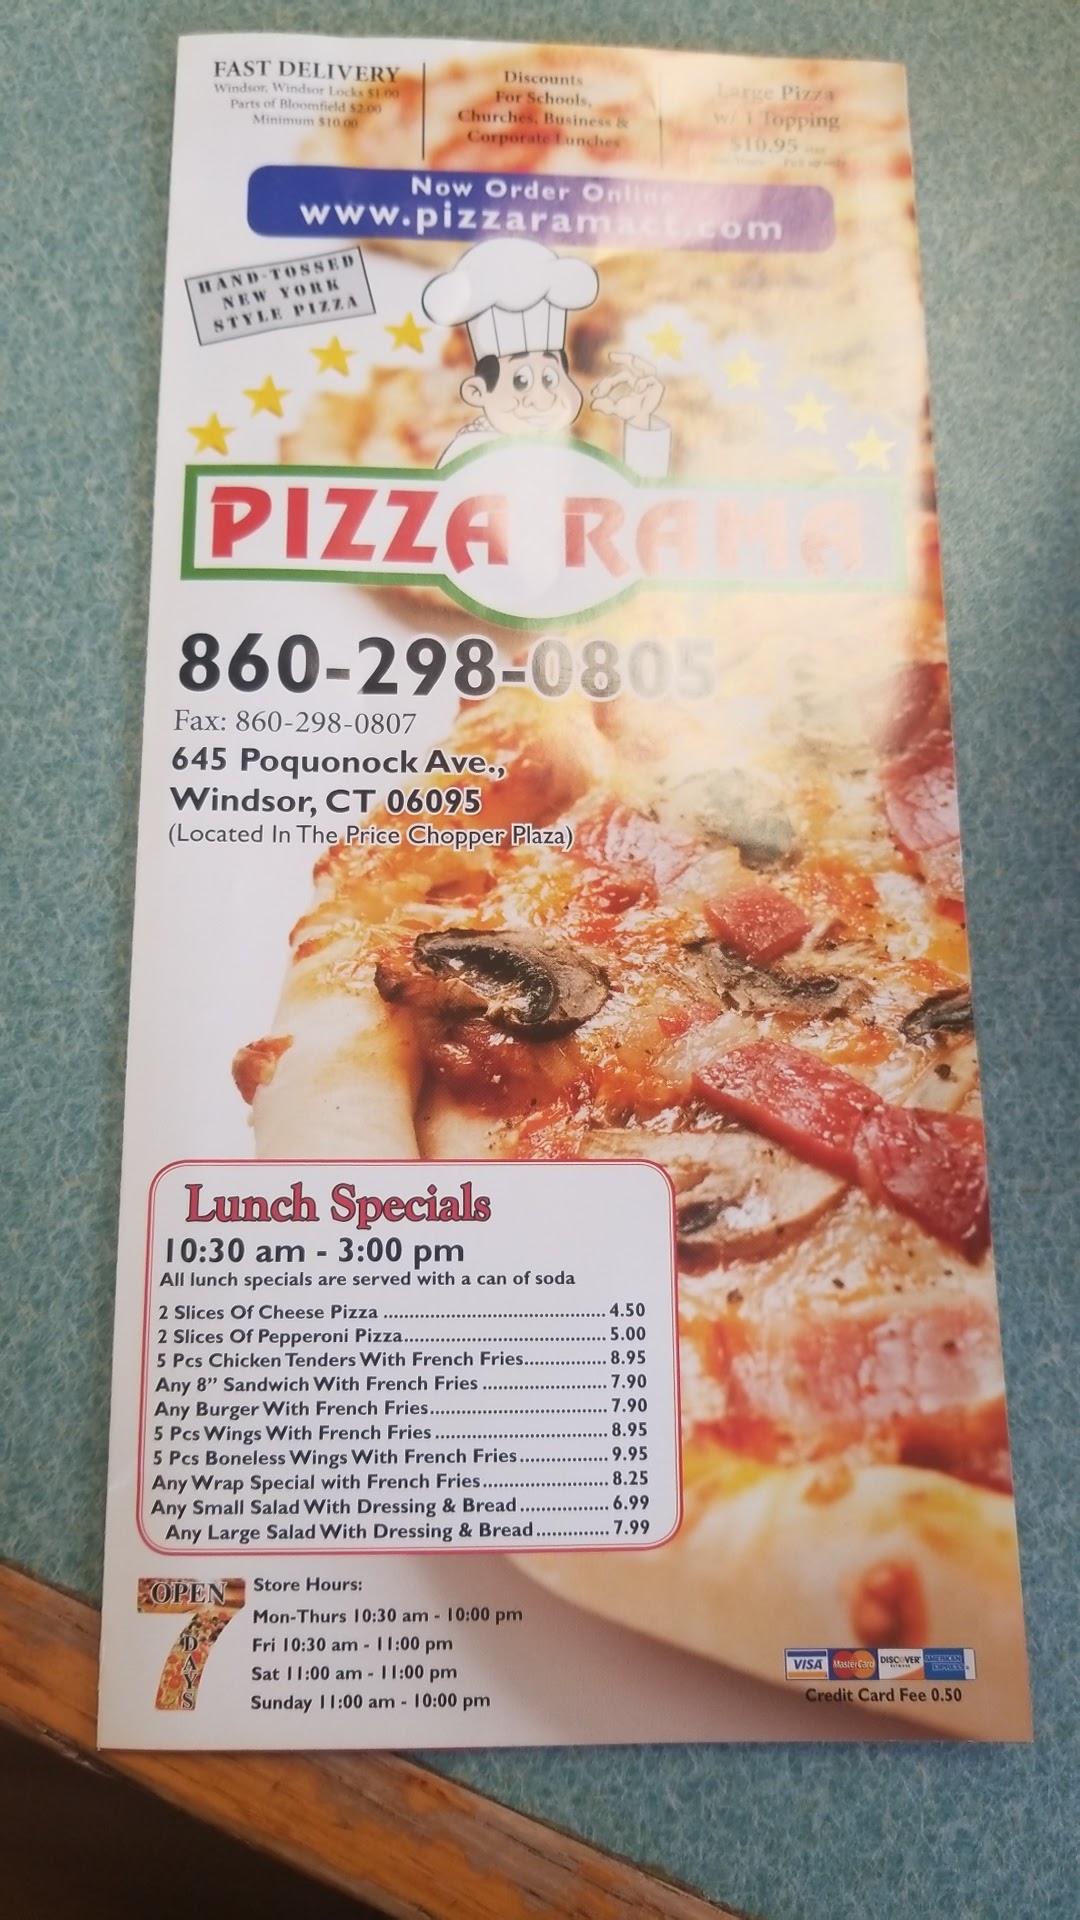 FAST DELIVERY
Windsor, Windsor Locks $1.00
Parts of Bloomfield $2.00
Minimum $10.00
Discounts
For Schools,
Churches, Business &
Corporate Lunches
Large Pizza
w/ 1 Topping
$10.95
Now Order Online
www.pizzaramact.com
HAND-TOSSED
NEW YORK
STYLE PIZZA
PIZZA RAMA
860-298-0805
Fax: 860-298-0807
645 Poquonock Ave.,
Windsor, CT 06095
(Located In The Price Chopper Plaza)
Lunch Specials
10:30 am - 3:00 pm
All lunch specials are served with a can of soda
2 Slices Of Cheese Pizza ..................................... 4.50
2 Slices Of Pepperoni Pizza.................................. 5.00
5 Pcs Chicken Tenders With French Fries................ 8.95
Any 8” Sandwich With French Fries ..................... 7.90
Any Burger With French Fries.............................. 7.90
5 Pcs Wings With French Fries ............................. 8.95
5 Pcs Boneless Wings With French Fries............... 9.95
Any Wrap Special with French Fries..................... 8.25
Any Small Salad With Dressing & Bread ............... 6.99
Any Large Salad With Dressing & Bread ............. 7.99
OPEN
7
DAYS
Store Hours:
Mon-Thurs 10:30 am - 10:00 pm
Fri 10:30 am - 11:00 pm
Sat 11:00 am - 11:00 pm
Sunday 11:00 am - 10:00 pm
VISA MasterCard DISCOVER AMERICAN EXPRESS
Credit Card Fee 0.50